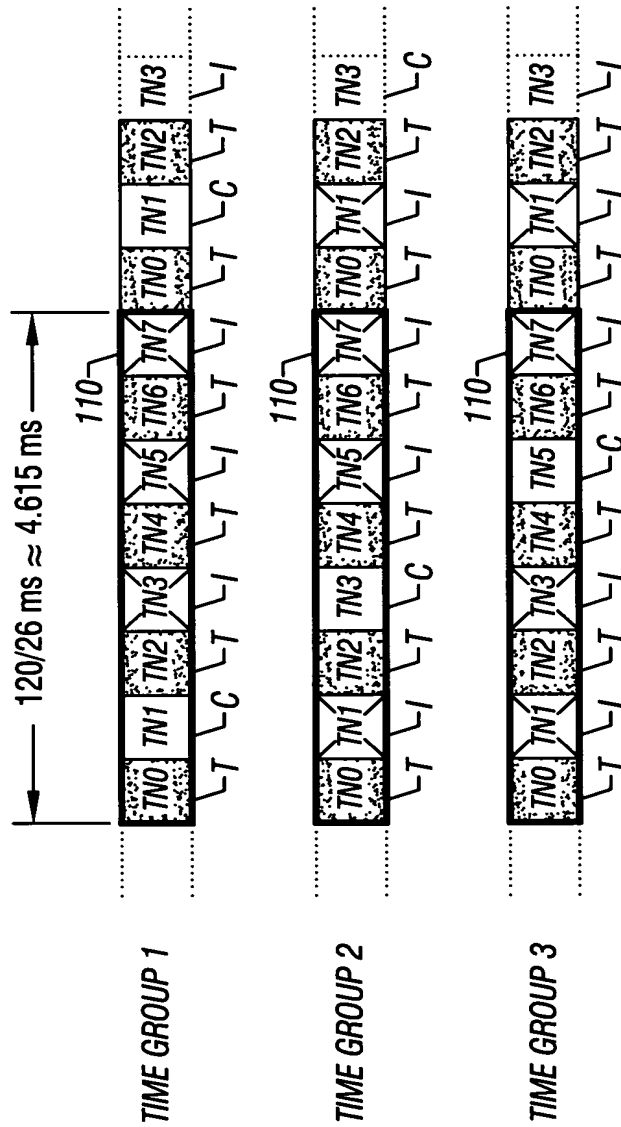 120/26 ms ≈ 4.615 ms
TIME GROUP 1
110
TN0 TN1 TN2 TN3 TN4 TN5 TN6 TN7 TN0 TN1 TN2 TN3
T C T I T I T I T C T I
TIME GROUP 2
110
TN0 TN1 TN2 TN3 TN4 TN5 TN6 TN7 TN0 TN1 TN2 TN3
T I T C T I T I T I T C
TIME GROUP 3
110
TN0 TN1 TN2 TN3 TN4 TN5 TN6 TN7 TN0 TN1 TN2 TN3
T I T I T C T I T I T I